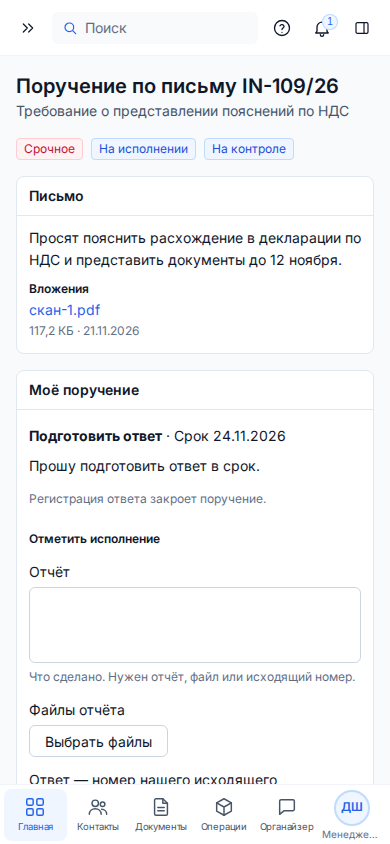 Поиск
1
Поручение по письму IN-109/26
Требование о представлении пояснений по НДС
Срочное
На исполнении
На контроле
Письмо
Просят пояснить расхождение в декларации по
НДС и представить документы до 12 ноября.
Вложения
скан-1.pdf
117,2 КБ · 21.11.2026
Моё поручение
Подготовить ответ · Срок 24.11.2026
Прошу подготовить ответ в срок.
Регистрация ответа закроет поручение.
Отметить исполнение
Отчёт
Что сделано. Нужен отчёт, файл или исходящий номер.
Файлы отчёта
Выбрать файлы
Ответ — номер нашего исходящего
ДШ
Главная
Контакты
Документы
Операции
Органайзер
Менедже...